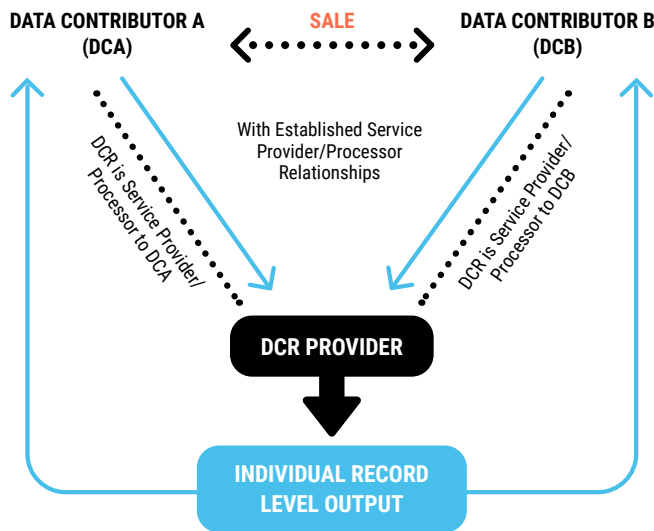 DATA CONTRIBUTOR A
(DCA)
SALE
DATA CONTRIBUTOR B
(DCB)
With Established Service
Provider/Processor
Relationships
DCR is Service Provider/
Processor to DCA
DCR is Service Provider/
Processor to DCB
DCR PROVIDER
INDIVIDUAL RECORD
LEVEL OUTPUT